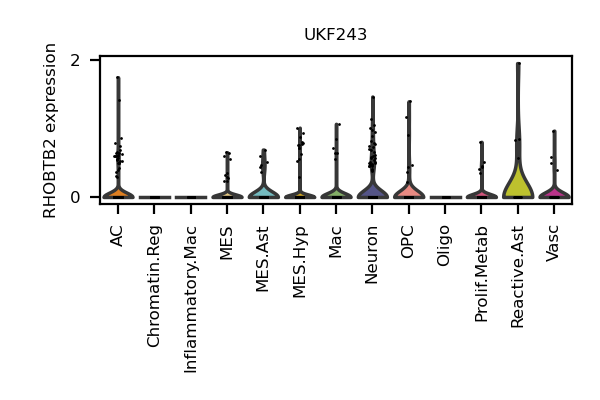 UKF243
RHOBTB2 expression
2
0
AC
Chromatin.Reg
Inflammatory.Mac
MES
MES.Ast
MES.Hyp
Mac
Neuron
OPC
Oligo
Prolif.Metab
Reactive.Ast
Vasc